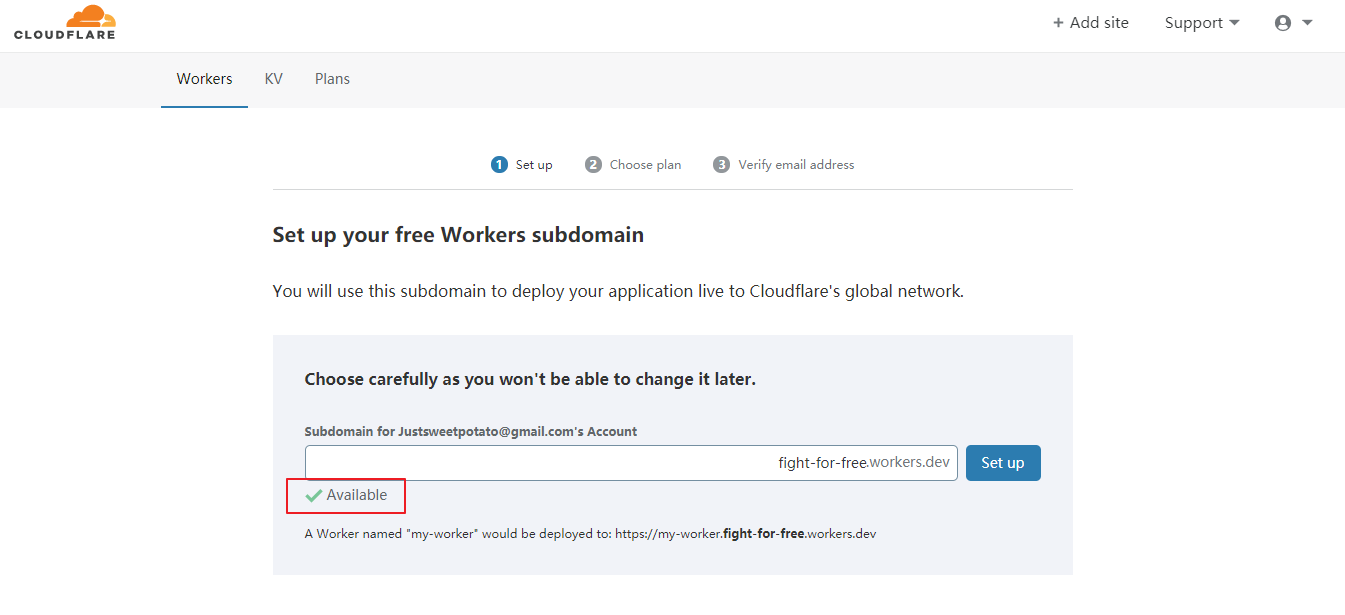 CLOUDFLARE
+ Add site Support
Workers KV Plans
1 Set up 2 Choose plan 3 Verify email address
Set up your free Workers subdomain
You will use this subdomain to deploy your application live to Cloudflare's global network.
Choose carefully as you won't be able to change it later.
Subdomain for Justsweetpotato@gmail.com's Account
fight-for-free.workers.dev Set up
Available
A Worker named "my-worker" would be deployed to: https://my-worker.fight-for-free.workers.dev